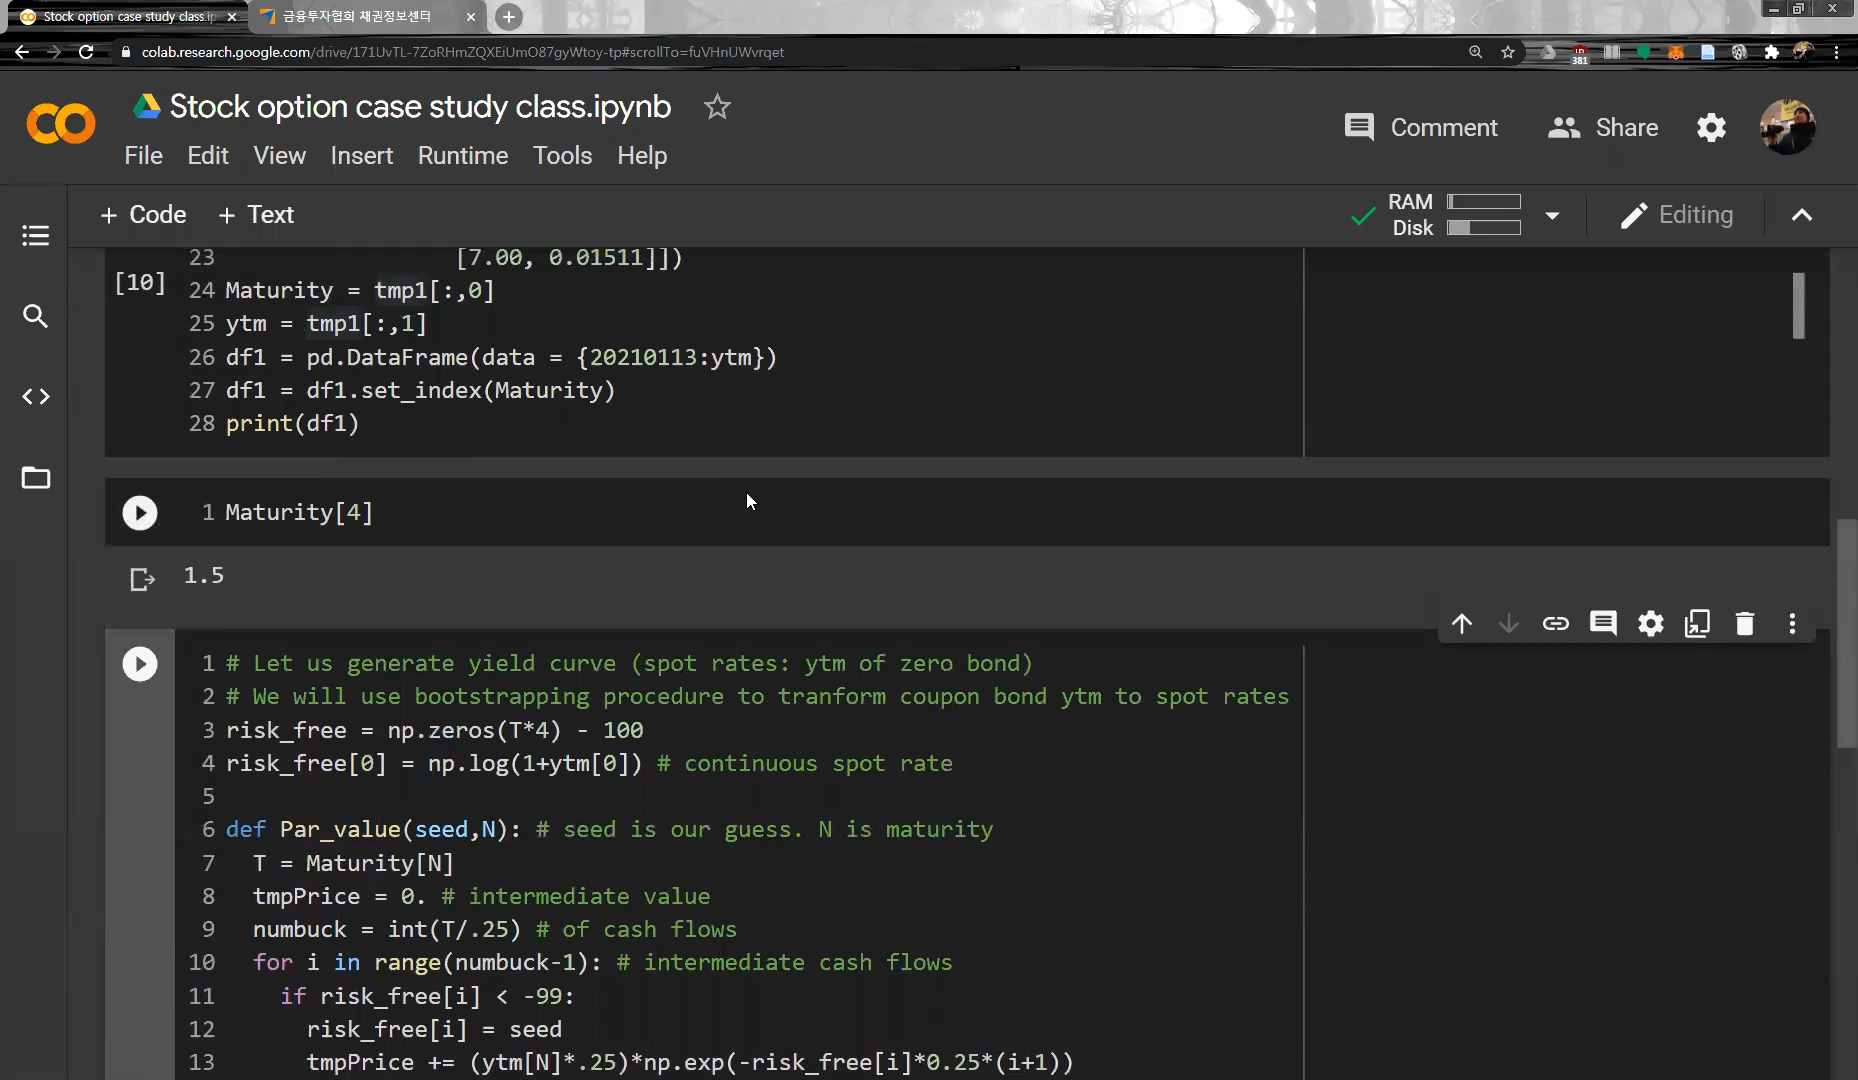 Stock option case study class.ip
금융투자협회 채권정보센터
colab.research.google.com/drive/171UvTL-7ZoRHmZQXEiUmO87gyWtoy-tp#scrollTo=fuVHnUWvrqet
381
Stock option case study class.ipynb
Comment
Share
File Edit View Insert Runtime Tools Help
+ Code + Text
RAM
Disk
Editing
23 [7.00, 0.01511]])
[10]
24 Maturity = tmp1[:,0]
25 ytm = tmp1[:,1]
26 df1 = pd.DataFrame(data = {20210113:ytm})
27 df1 = df1.set_index(Maturity)
28 print(df1)
1 Maturity[4]
1.5
1 # Let us generate yield curve (spot rates: ytm of zero bond)
2 # We will use bootstrapping procedure to tranform coupon bond ytm to spot rates
3 risk_free = np.zeros(T*4) - 100
4 risk_free[0] = np.log(1+ytm[0]) # continuous spot rate
5
6 def Par_value(seed,N): # seed is our guess. N is maturity
7 T = Maturity[N]
8 tmpPrice = 0. # intermediate value
9 numbuck = int(T/.25) # of cash flows
10 for i in range(numbuck-1): # intermediate cash flows
11 if risk_free[i] < -99:
12 risk_free[i] = seed
13 tmpPrice += (ytm[N]*.25)*np.exp(-risk_free[i]*0.25*(i+1))